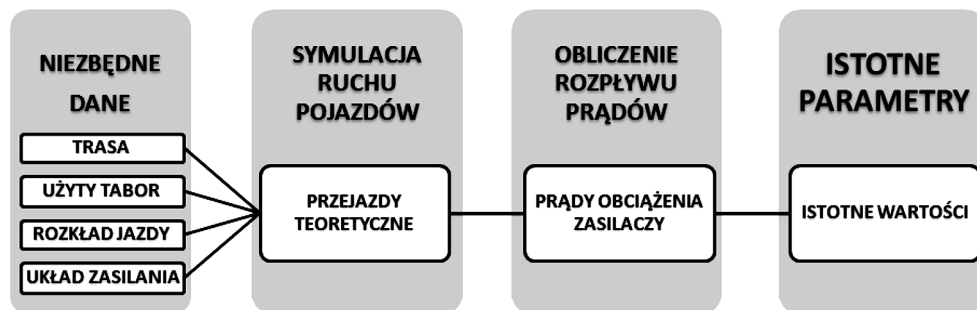 NIEZBĘDNE
DANE
TRASA
UŻYTY TABOR
ROZKŁAD JAZDY
UKŁAD ZASILANIA
SYMULACJA
RUCHU
POJAZDÓW
PRZEJAZDY
TEORETYCZNE
OBLICZENIE
ROZPŁYWU
PRĄDÓW
PRĄDY OBCIĄŻENIA
ZASILACZY
ISTOTNE
PARAMETRY
ISTOTNE WARTOŚCI